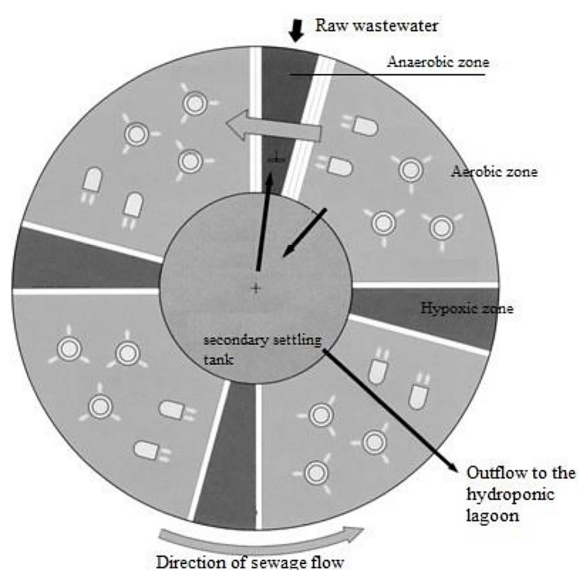 Raw wastewater
Anaerobic zone
Aerobic zone
Hypoxic zone
secondary settling
tank
Outflow to the
hydroponic
lagoon
Direction of sewage flow